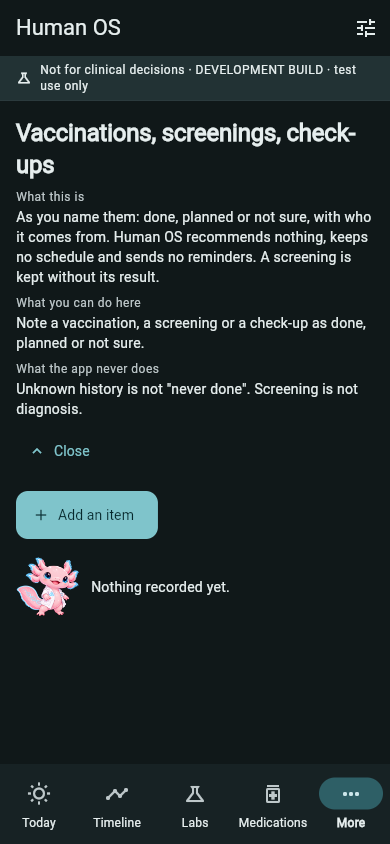 Human OS
Not for clinical decisions · DEVELOPMENT BUILD · test
use only
Vaccinations, screenings, check-
ups
What this is
As you name them: done, planned or not sure, with who
it comes from. Human OS recommends nothing, keeps
no schedule and sends no reminders. A screening is
kept without its result.
What you can do here
Note a vaccination, a screening or a check-up as done,
planned or not sure.
What the app never does
Unknown history is not "never done". Screening is not
diagnosis.
Close
Add an item
Nothing recorded yet.
Today
Timeline
Labs
Medications
More